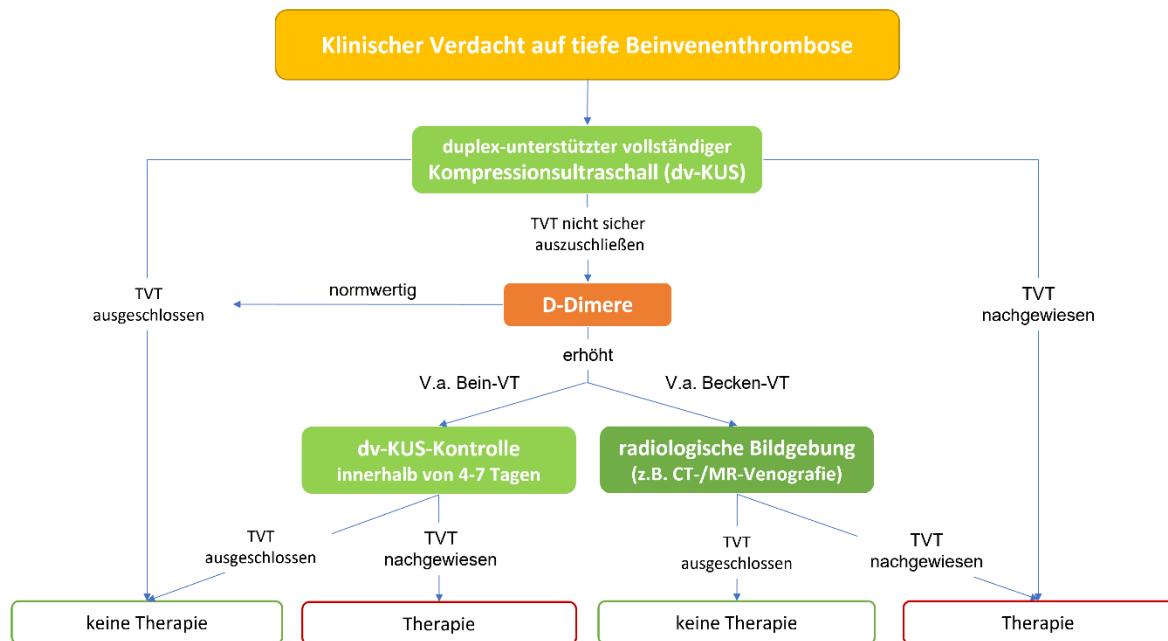 Klinischer Verdacht auf tiefe Beinvenenthrombose
duplex-unterstützter vollständiger
Kompressionsultraschall (dv-KUS)
TVT nicht sicher
auszuschließen
TVT
ausgeschlossen
normwertig
D-Dimere
TVT
nachgewiesen
erhöht
V.a. Bein-VT
V.a. Becken-VT
dv-KUS-Kontrolle
innerhalb von 4-7 Tagen
radiologische Bildgebung
(z.B. CT-/MR-Venografie)
TVT
ausgeschlossen
TVT
nachgewiesen
TVT
ausgeschlossen
TVT
nachgewiesen
keine Therapie
Therapie
keine Therapie
Therapie